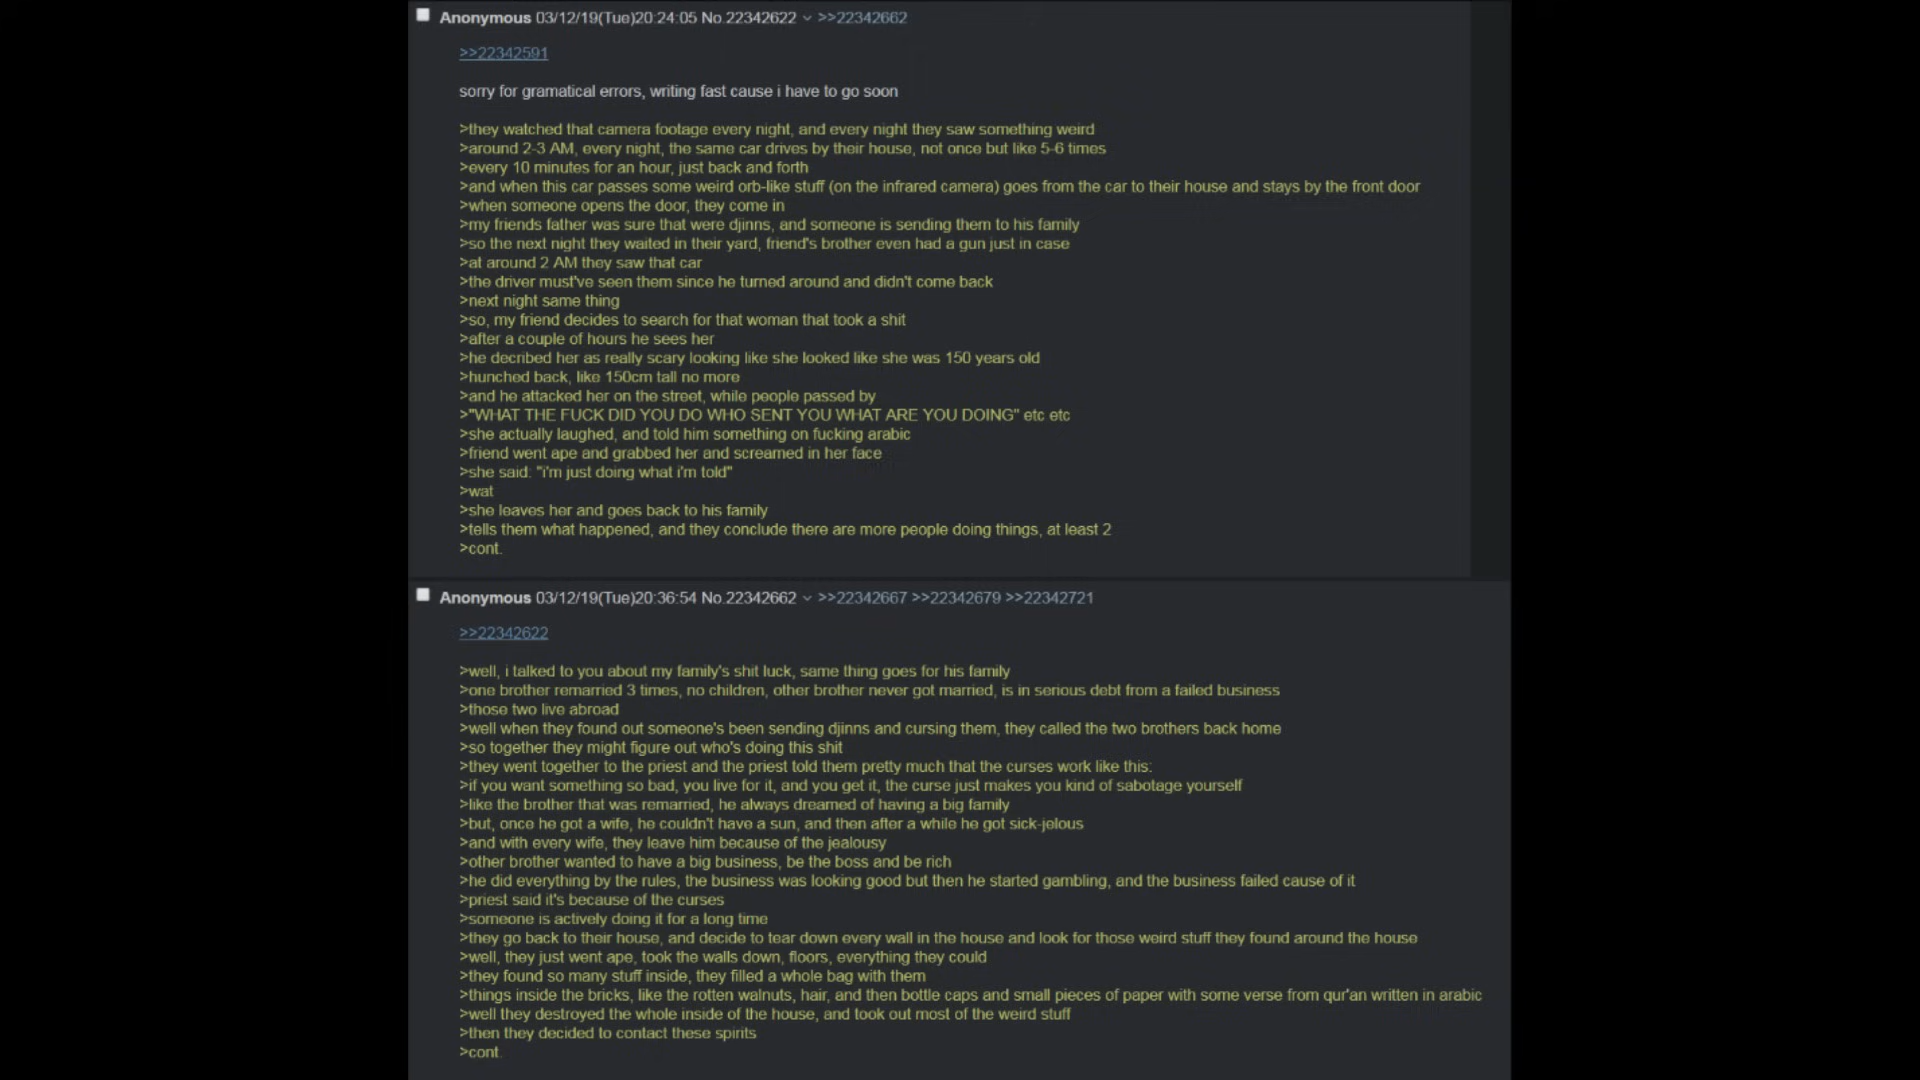 Anonymous 03/12/19(Tue)20:24:05 No.22342622 >>22342662
>>22342591
sorry for gramatical errors, writing fast cause i have to go soon
>they watched that camera footage every night, and every night they saw something weird
>around 2-3 AM, every night, the same car drives by their house, not once but like 5-6 times
>every 10 minutes for an hour, just back and forth
>and when this car passes some weird orb-like stuff (on the infrared camera) goes from the car to their house and stays by the front door
>when someone opens the door, they come in
>my friends father was sure that were djinns, and someone is sending them to his family
>so the next night they waited in their yard, friend's brother even had a gun just in case
>at around 2 AM they saw that car
>the driver must've seen them since he turned around and didn't come back
>next night same thing
>so, my friend decides to search for that woman that took a shit
>after a couple of hours he sees her
>he decribed her as really scary looking like she looked like she was 150 years old
>hunched back, like 150cm tall no more
>and he attacked her on the street, while people passed by
>"WHAT THE FUCK DID YOU DO WHO SENT YOU WHAT ARE YOU DOING" etc etc
>she actually laughed, and told him something on fucking arabic
>friend went ape and grabbed her and screamed in her face
>she said: "i'm just doing what i'm told"
>wat
>she leaves her and goes back to his family
>tells them what happened, and they conclude there are more people doing things, at least 2
>cont.
Anonymous 03/12/19(Tue)20:36:54 No.22342662 >>22342667 >>22342679 >>22342721
>>22342622
>well, i talked to you about my family's shit luck, same thing goes for his family
>one brother remarried 3 times, no children, other brother never got married, is in serious debt from a failed business
>those two live abroad
>well when they found out someone's been sending djinns and cursing them, they called the two brothers back home
>so together they might figure out who's doing this shit
>they went together to the priest and the priest told them pretty much that the curses work like this:
>if you want something so bad, you live for it, and you get it, the curse just makes you kind of sabotage yourself
>like the brother that was remarried, he always dreamed of having a big family
>but, once he got a wife, he couldn't have a sun, and then after a while he got sick-jelous
>and with every wife, they leave him because of the jealousy
>other brother wanted to have a big business, be the boss and be rich
>he did everything by the rules, the business was looking good but then he started gambling, and the business failed cause of it
>priest said it's because of the curses
>someone is actively doing it for a long time
>they go back to their house, and decide to tear down every wall in the house and look for those weird stuff they found around the house
>well, they just went ape, took the walls down, floors, everything they could
>they found so many stuff inside, they filled a whole bag with them
>things inside the bricks, like the rotten walnuts, hair, and then bottle caps and small pieces of paper with some verse from qur'an written in arabic
>well they destroyed the whole inside of the house, and took out most of the weird stuff
>then they decided to contact these spirits
>cont.